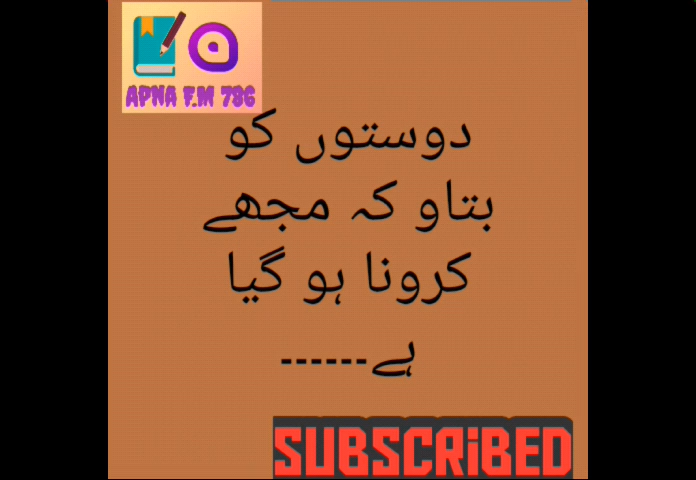 APNA F.M 786
دوستوں کو
بتاو کہ مجھے
کرونا ہو گیا
ہے------
SUBSCRiBED